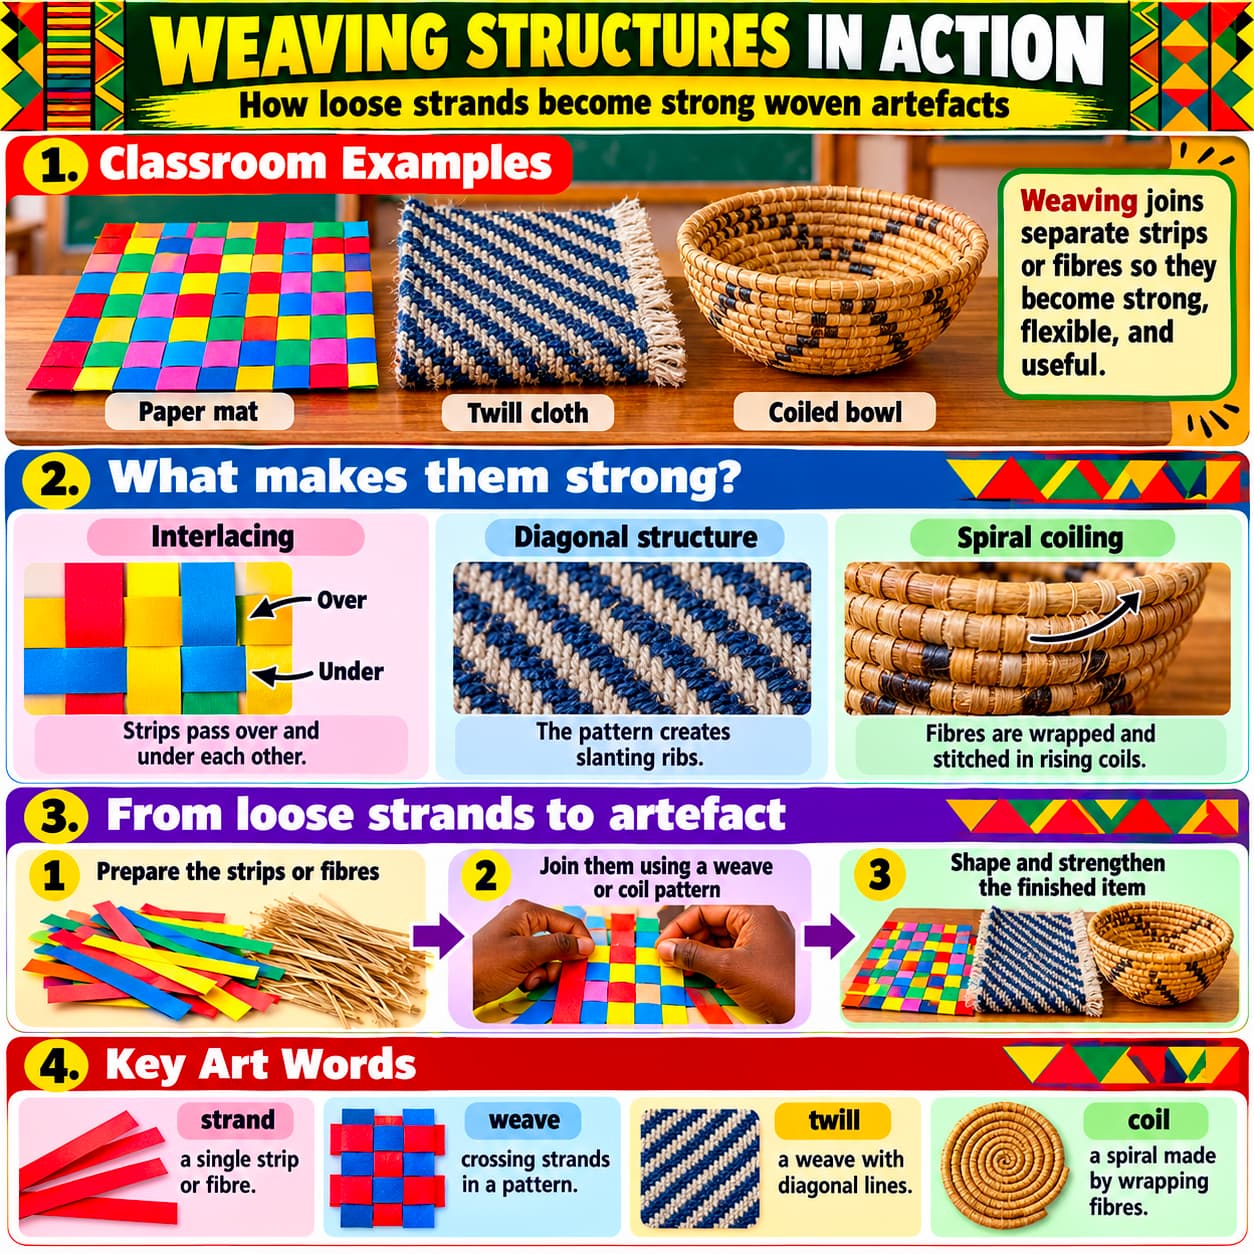 WEAVING STRUCTURES IN ACTION
How loose strands become strong woven artefacts
1. Classroom Examples
Weaving joins
separate strips
or fibres so they
become strong,
flexible, and
useful.
Paper mat
Twill cloth
Coiled bowl
2. What makes them strong?
Interlacing
Over
Under
Strips pass over and
under each other.
Diagonal structure
The pattern creates
slanting ribs.
Spiral coiling
Fibres are wrapped and
stitched in rising coils.
3. From loose strands to artefact
1 Prepare the strips or fibres
2 Join them using a weave
or coil pattern
3 Shape and strengthen
the finished item
4. Key Art Words
strand
a single strip
or fibre.
weave
crossing strands
in a pattern.
twill
a weave with
diagonal lines.
coil
a spiral made
by wrapping
fibres.